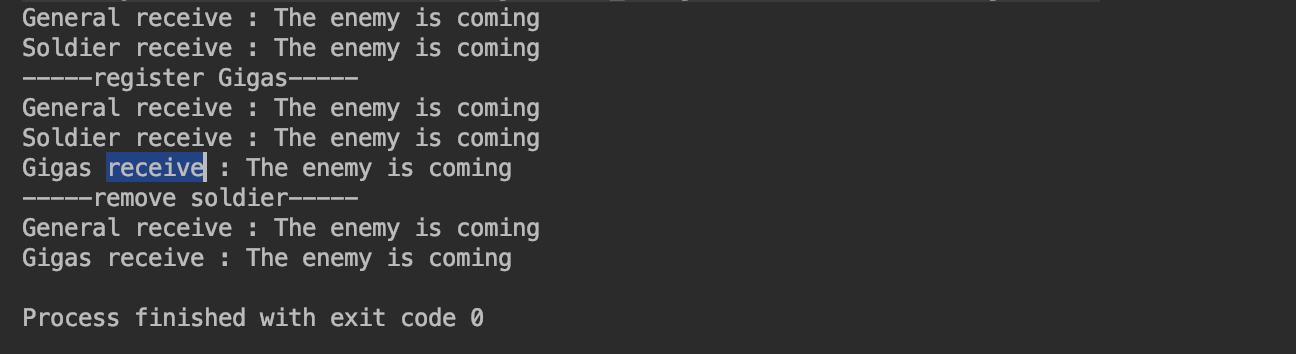 General receive : The enemy is coming
Soldier receive : The enemy is coming
-----register Gigas-----
General receive : The enemy is coming
Soldier receive : The enemy is coming
Gigas receive : The enemy is coming
-----remove soldier-----
General receive : The enemy is coming
Gigas receive : The enemy is coming
Process finished with exit code 0